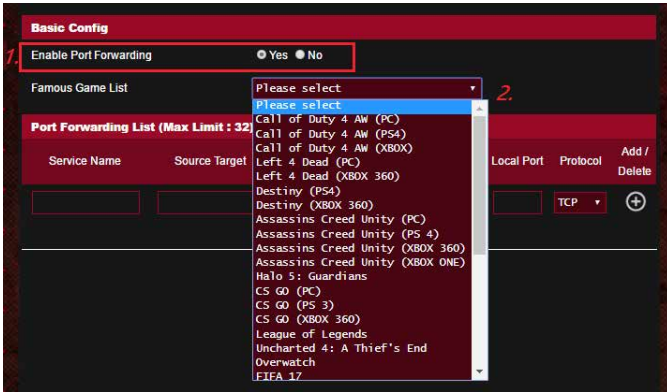 Basic Config
1.
Enable Port Forwarding Yes No
Famous Game List Please select
2.
Please select
Call of Duty 4 AW (PC)
Call of Duty 4 AW (PS4)
Call of Duty 4 AW (XBOX)
Left 4 Dead (PC)
Left 4 Dead (XBOX 360)
Destiny (PS4)
Destiny (XBOX 360)
Assassins Creed Unity (PC)
Assassins Creed Unity (PS 4)
Assassins Creed Unity (XBOX 360)
Assassins Creed Unity (XBOX ONE)
Halo 5: Guardians
CS GO (PC)
CS GO (PS 3)
CS GO (XBOX 360)
League of Legends
Uncharted 4: A Thief's End
Overwatch
FIFA 17
Port Forwarding List (Max Limit : 32)
Service Name Source Target Local Port Protocol Add / Delete
TCP